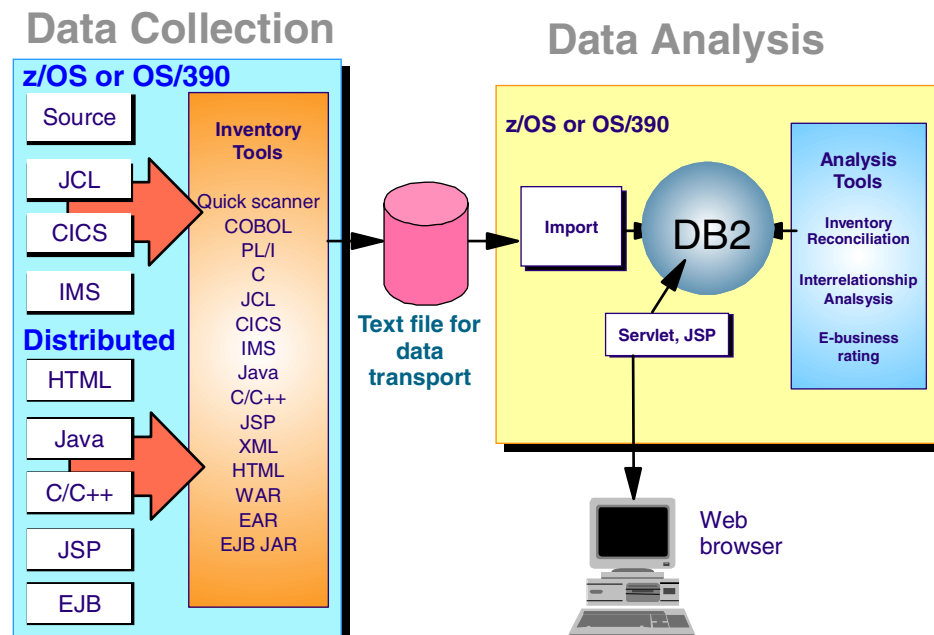 Data Collection
z/OS or OS/390
Source
JCL
CICS
IMS
Distributed
HTML
Java
C/C++
JSP
EJB
Inventory
Tools
Quick scanner
COBOL
PL/I
C
JCL
CICS
IMS
Java
C/C++
JSP
XML
HTML
WAR
EAR
EJB JAR
Text file for
data
transport
Data Analysis
z/OS or OS/390
Import
DB2
Servlet, JSP
Analysis
Tools
Inventory
Reconciliation
Interrelationship
Analsysis
E-business
rating
Web
browser